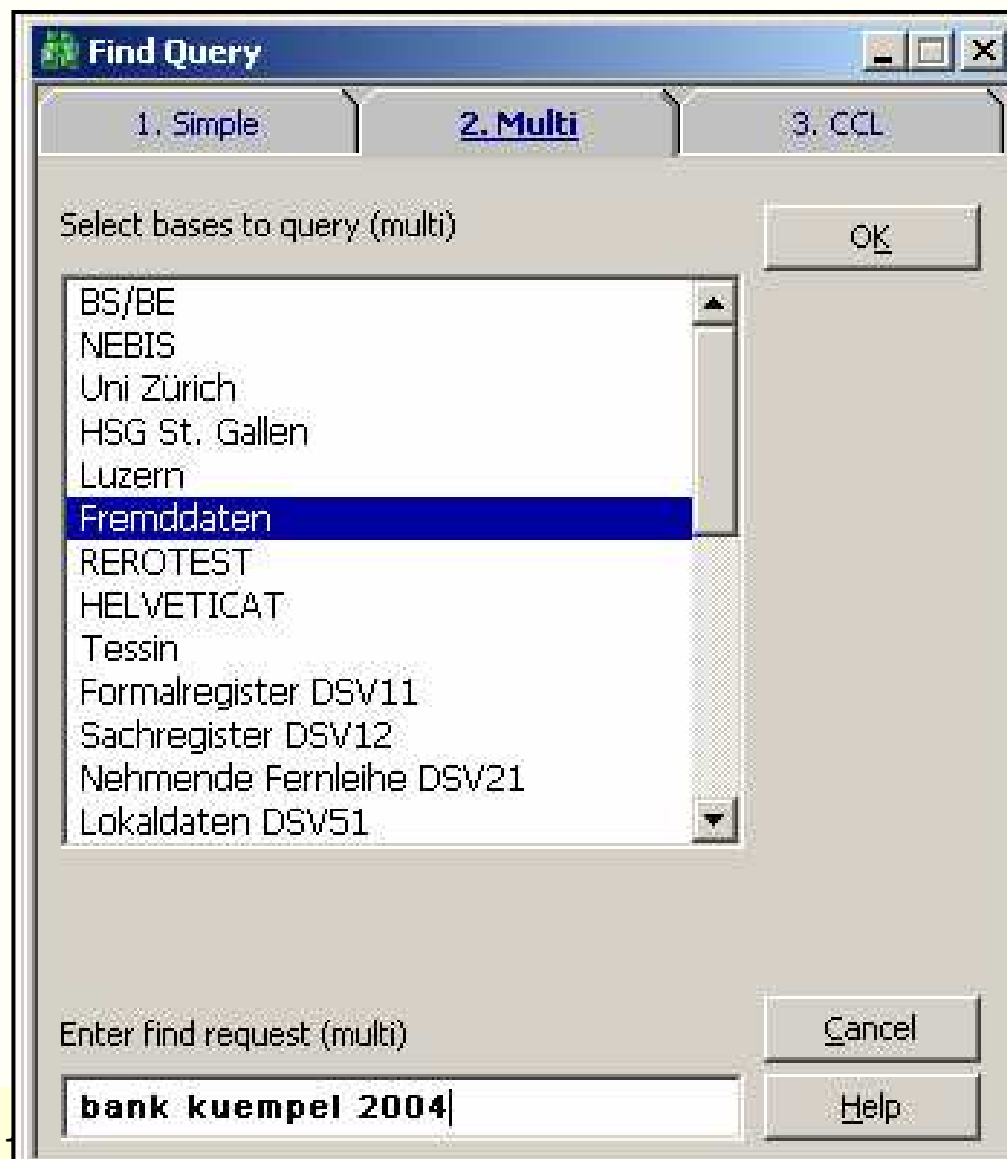 Find Query
1. Simple 2. Multi 3. CCL
Select bases to query (multi)
OK
BS/BE
NEBIS
Uni Zürich
HSG St. Gallen
Luzern
Fremddaten
REROTEST
HELVETICAT
Tessin
Formalregister DSV11
Sachregister DSV12
Nehmende Fernleihe DSV21
Lokaldaten DSV51
Enter find request (multi)
Cancel
bank kuempel 2004
Help